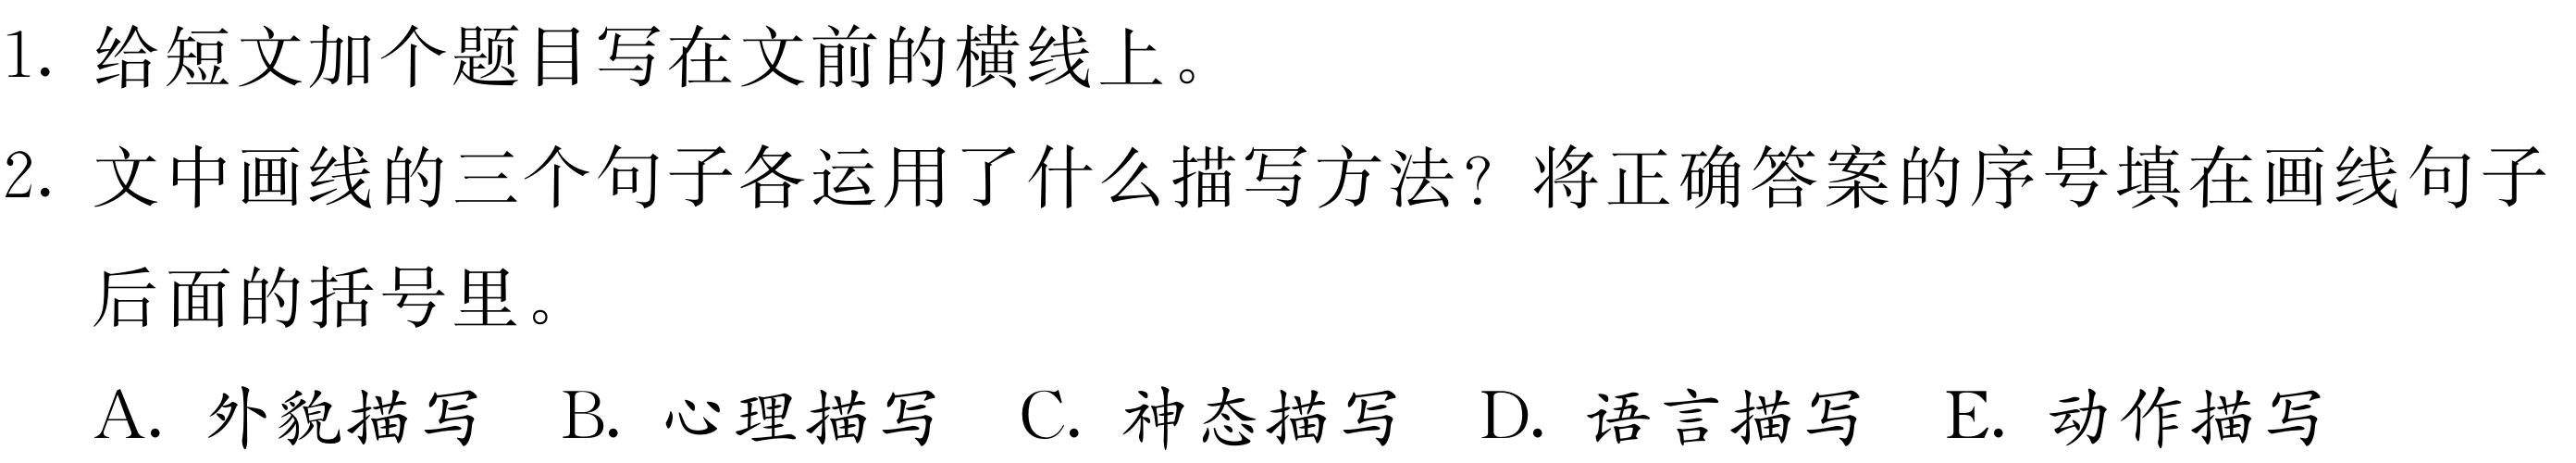 1. 给短文加个题目写在文前的横线上。
2. 文中画线的三个句子各运用了什么描写方法？将正确答案的序号填在画线句子
后面的括号里。
A. 外貌描写 B. 心理描写 C. 神态描写 D. 语言描写 E. 动作描写